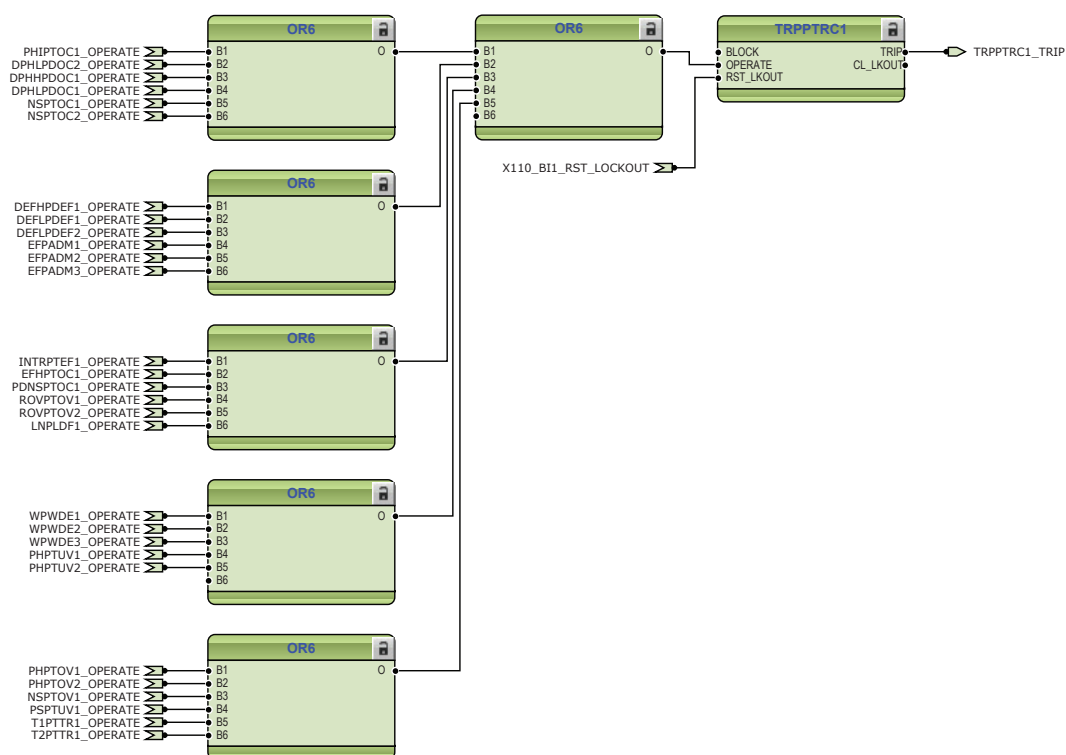 OR6
PHIPTOC1_OPERATE B1 O
DPHLPDOC2_OPERATE B2
DPHHPDOC1_OPERATE B3
DPHLPDOC1_OPERATE B4
NSPTOC1_OPERATE B5
NSPTOC2_OPERATE B6
OR6
B1 O
B2
B3
B4
B5
B6
TRPPTRC1
BLOCK TRIP TRPPTRC1_TRIP
OPERATE CL_LKOUT
RST_LKOUT
X110_BI1_RST_LOCKOUT
OR6
DEFHPDEF1_OPERATE B1 O
DEFLPDEF1_OPERATE B2
DEFLPDEF2_OPERATE B3
EFPADM1_OPERATE B4
EFPADM2_OPERATE B5
EFPADM3_OPERATE B6
OR6
INTRPTEF1_OPERATE B1 O
EFHPTOC1_OPERATE B2
PDNSPTOC1_OPERATE B3
ROVPTOV1_OPERATE B4
ROVPTOV2_OPERATE B5
LNPLDF1_OPERATE B6
OR6
WPWDE1_OPERATE B1 O
WPWDE2_OPERATE B2
WPWDE3_OPERATE B3
PHPTUV1_OPERATE B4
PHPTUV2_OPERATE B5
B6
OR6
PHPTOV1_OPERATE B1 O
PHPTOV2_OPERATE B2
NSPTOV1_OPERATE B3
PSPTUV1_OPERATE B4
T1PTTR1_OPERATE B5
T2PTTR1_OPERATE B6